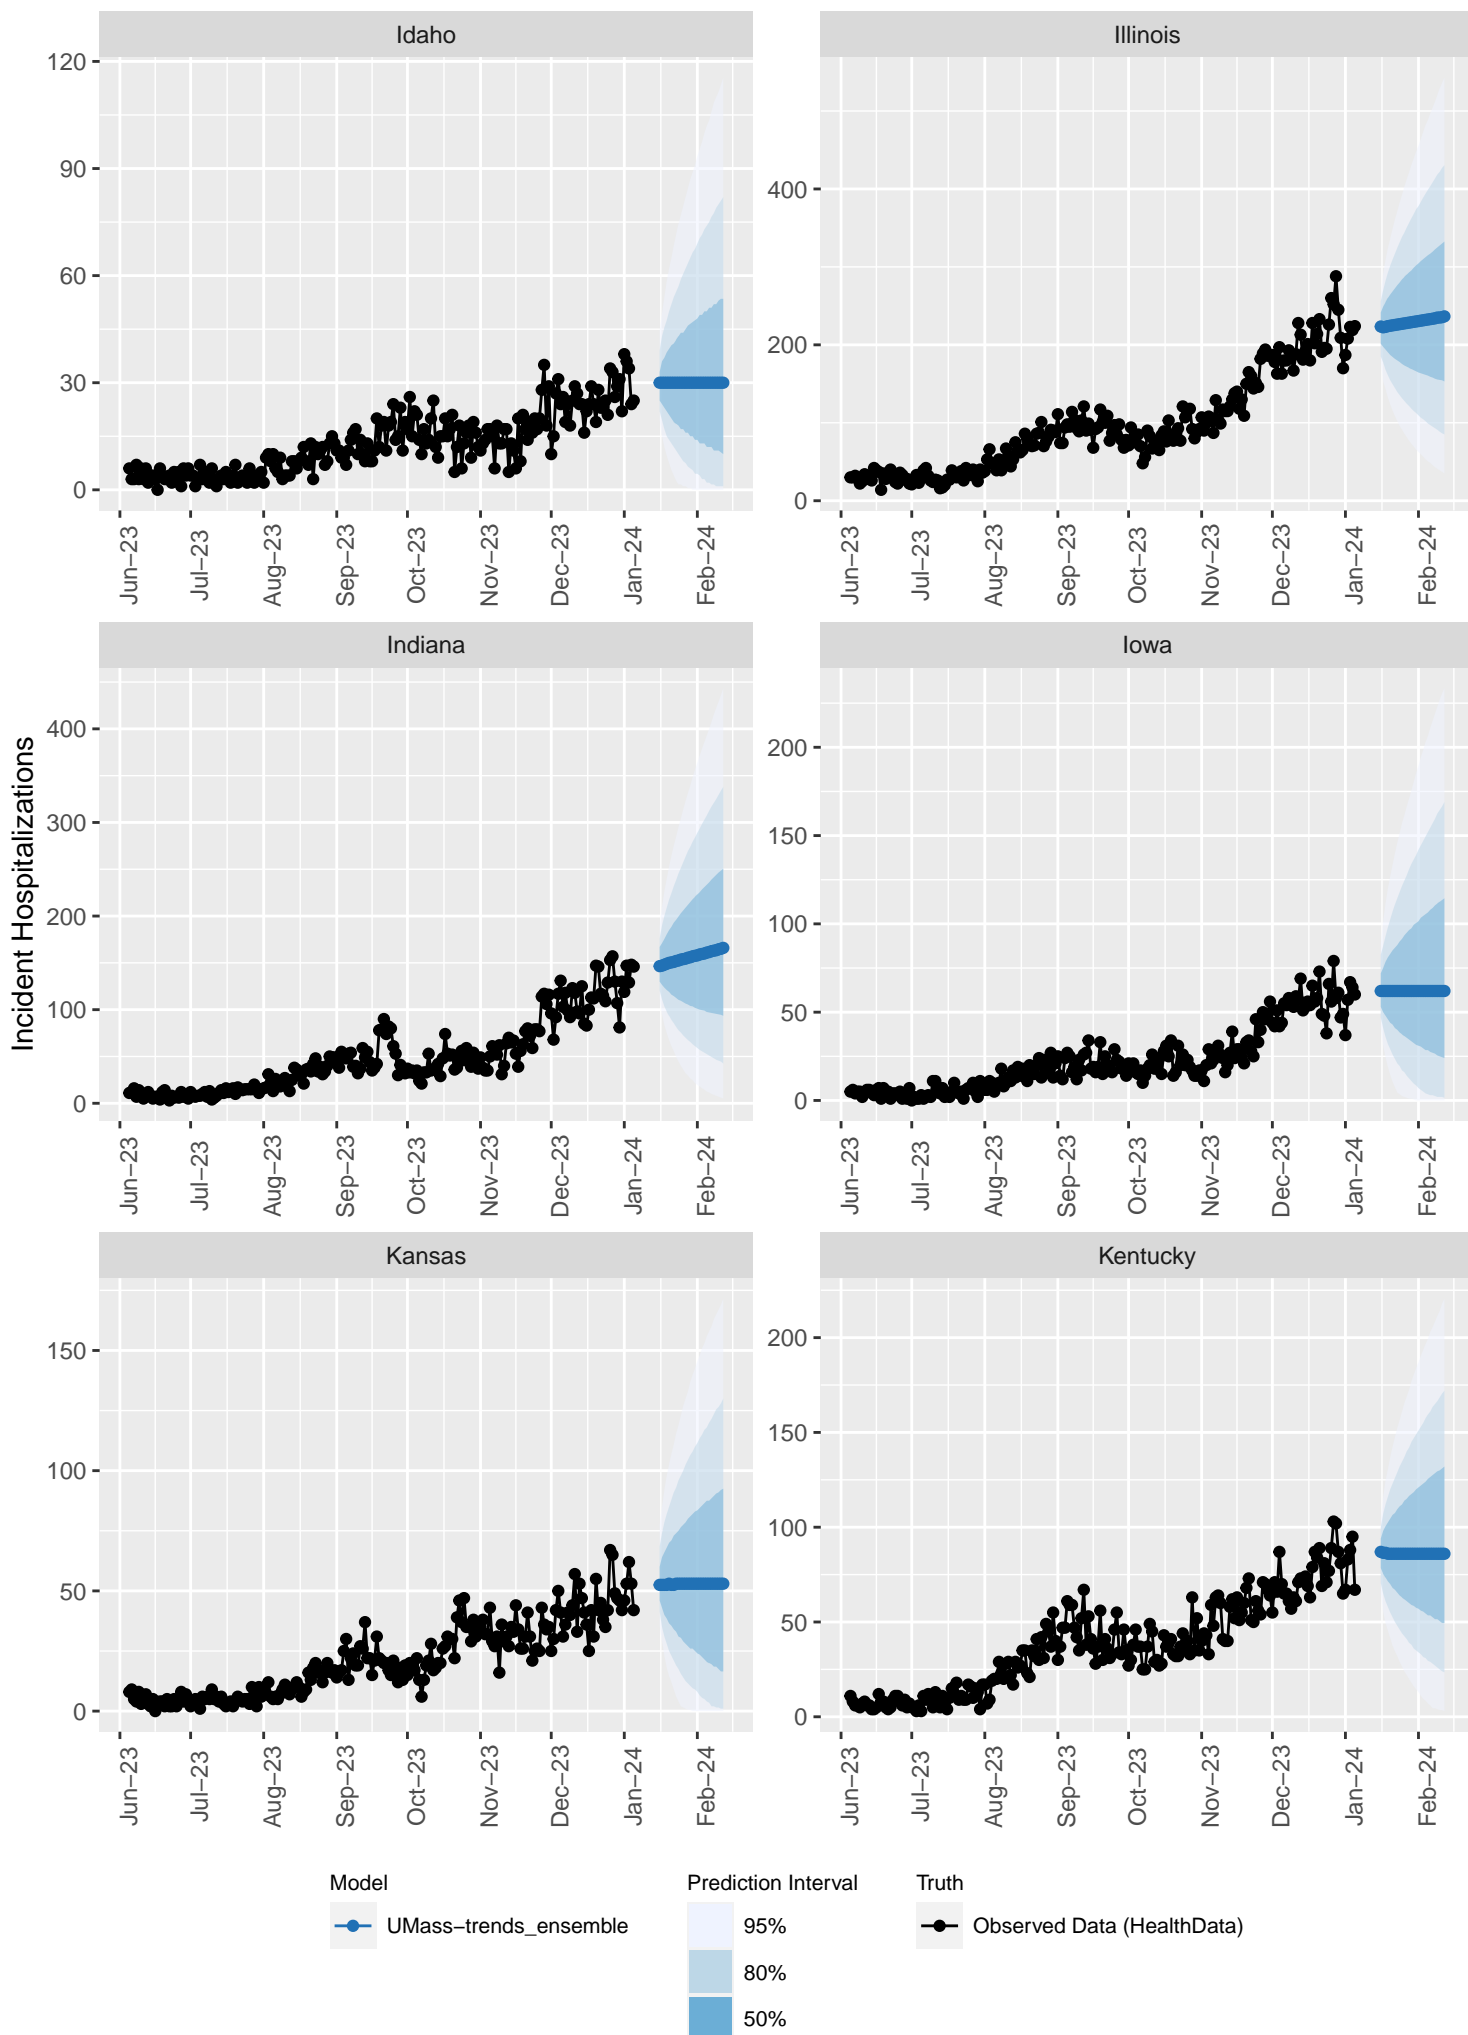 Idaho
Illinois
120
90
60
30
0
400
200
0
Jun−23
Jul−23
Aug−23
Sep−23
Oct−23
Nov−23
Dec−23
Jan−24
Feb−24
Jun−23
Jul−23
Aug−23
Sep−23
Oct−23
Nov−23
Dec−23
Jan−24
Feb−24
Indiana
Iowa
Incident Hospitalizations
400
300
200
100
0
200
150
100
50
0
Jun−23
Jul−23
Aug−23
Sep−23
Oct−23
Nov−23
Dec−23
Jan−24
Feb−24
Jun−23
Jul−23
Aug−23
Sep−23
Oct−23
Nov−23
Dec−23
Jan−24
Feb−24
Kansas
Kentucky
150
100
50
0
200
150
100
50
0
Jun−23
Jul−23
Aug−23
Sep−23
Oct−23
Nov−23
Dec−23
Jan−24
Feb−24
Jun−23
Jul−23
Aug−23
Sep−23
Oct−23
Nov−23
Dec−23
Jan−24
Feb−24
Model
UMass−trends_ensemble
Prediction Interval
95%
80%
50%
Truth
Observed Data (HealthData)